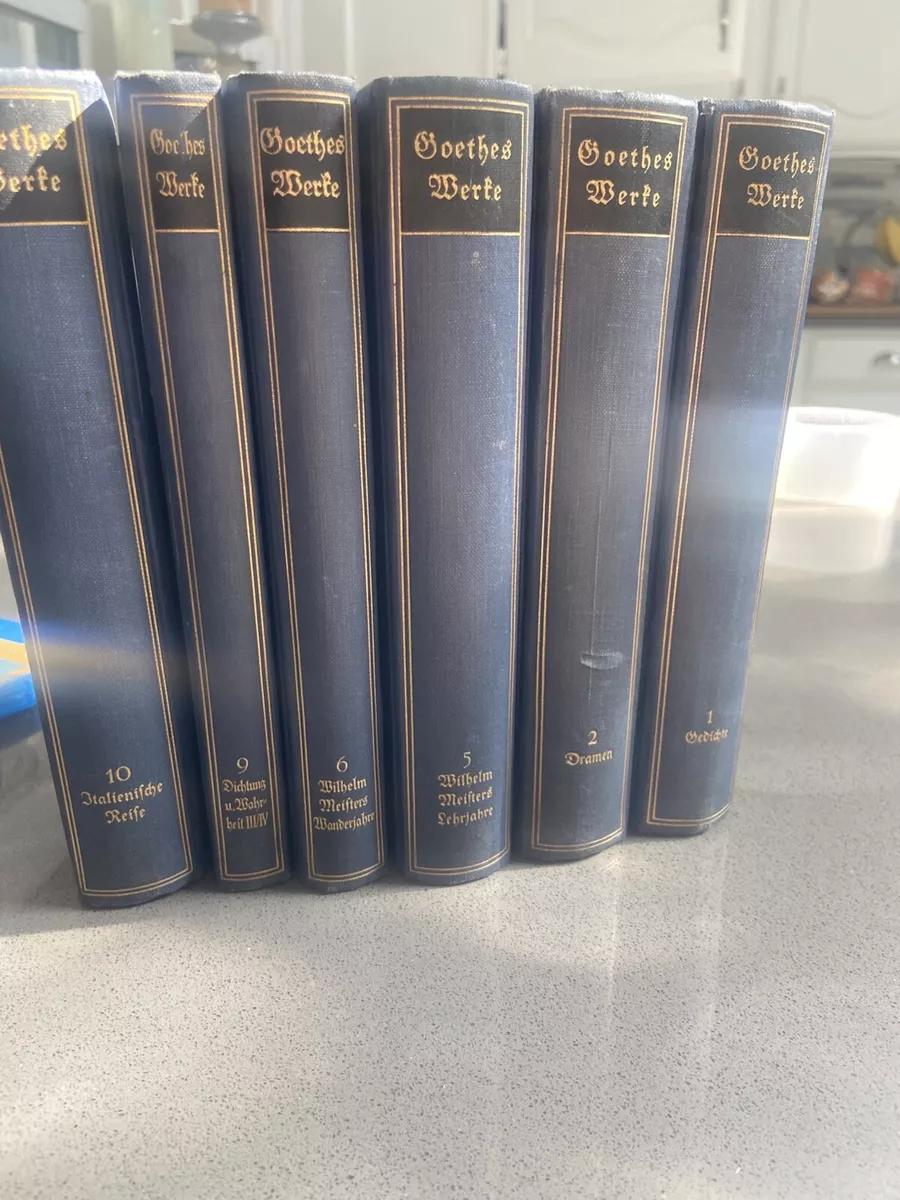 Goethes
Werke
10
Italienische
Reise
Goethes
Werke
9
Dichtung
u. Wahr-
heit III/IV
Goethes
Werke
6
Wilhelm
Meisters
Wanderjahre
Goethes
Werke
5
Wilhelm
Meisters
Lehrjahre
Goethes
Werke
2
Dramen
Goethes
Werke
1
Gedichte